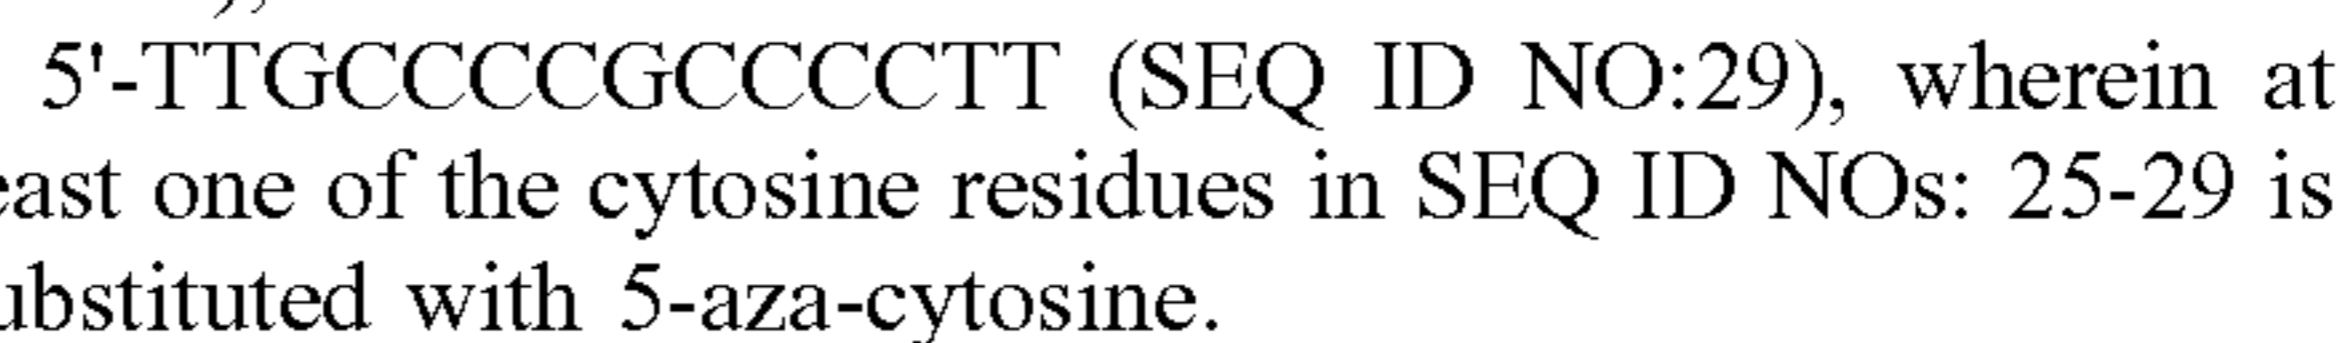 5'-TTGCCCCGCCCCTT (SEQ ID NO:29), wherein at
east one of the cytosine residues in SEQ ID NOs: 25-29 is
ubstituted with 5-aza-cytosine.